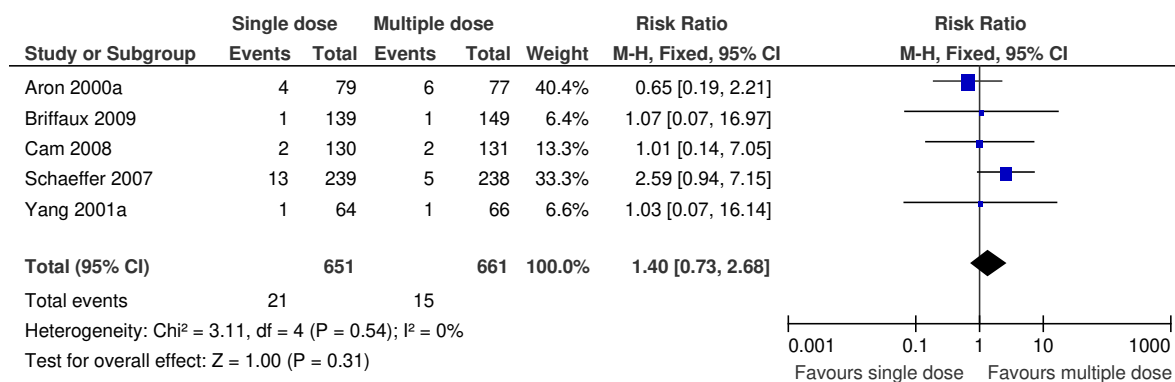 Single dose Multiple dose Risk Ratio Risk Ratio
Study or Subgroup Events Total Events Total Weight M-H, Fixed, 95% CI M-H, Fixed, 95% CI
Aron 2000a 4 79 6 77 40.4% 0.65 [0.19, 2.21]
Briffaux 2009 1 139 1 149 6.4% 1.07 [0.07, 16.97]
Cam 2008 2 130 2 131 13.3% 1.01 [0.14, 7.05]
Schaeffer 2007 13 239 5 238 33.3% 2.59 [0.94, 7.15]
Yang 2001a 1 64 1 66 6.6% 1.03 [0.07, 16.14]
Total (95% CI) 651 661 100.0% 1.40 [0.73, 2.68]
Total events 21 15
Heterogeneity: Chi² = 3.11, df = 4 (P = 0.54); I² = 0%
Test for overall effect: Z = 1.00 (P = 0.31)
0.001 0.1 1 10 1000
Favours single dose Favours multiple dose